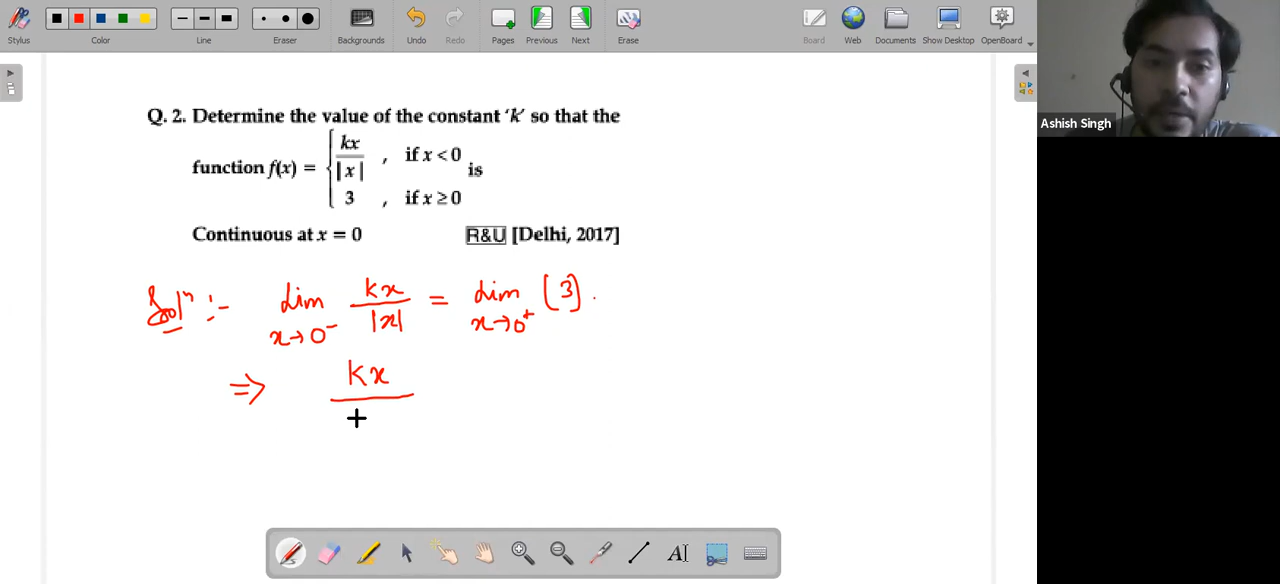 Stylus Color Line Eraser Backgrounds Undo Redo Pages Previous Next Erase Board Web Documents Show Desktop OpenBoard
Ashish Singh
Q. 2. Determine the value of the constant ‘k’ so that the
function f(x) = { kx/|x| , if x < 0
3 , if x ≥ 0 is
Continuous at x = 0 R&U [Delhi, 2017]
Solⁿ :- lim x→0⁻ kx/|x| = lim x→0⁺ (3).
⇒ kx